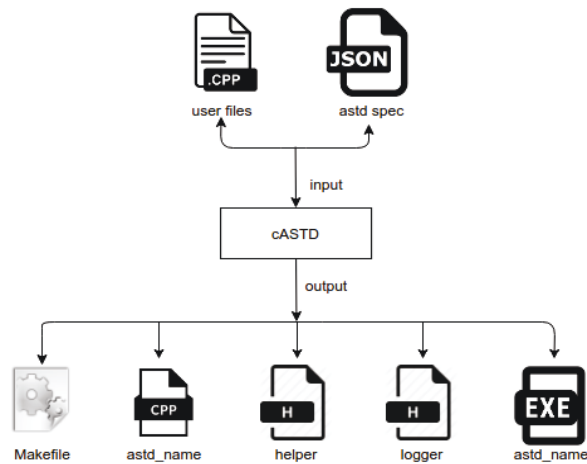 .CPP
JSON
user files
astd spec
input
cASTD
output
CPP
H
H
EXE
Makefile
astd_name
helper
logger
astd_name